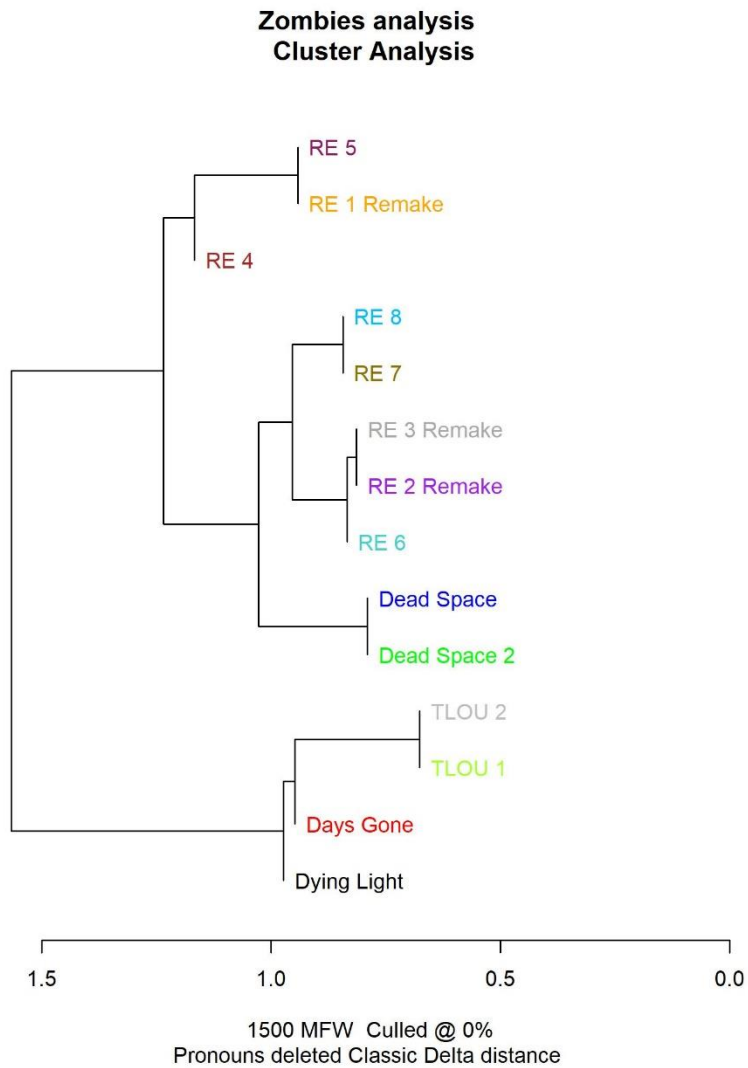 Zombies analysis
Cluster Analysis
RE 5
RE 1 Remake
RE 4
RE 8
RE 7
RE 3 Remake
RE 2 Remake
RE 6
Dead Space
Dead Space 2
TLOU 2
TLOU 1
Days Gone
Dying Light
1.5 1.0 0.5 0.0
1500 MFW Culled @ 0%
Pronouns deleted Classic Delta distance